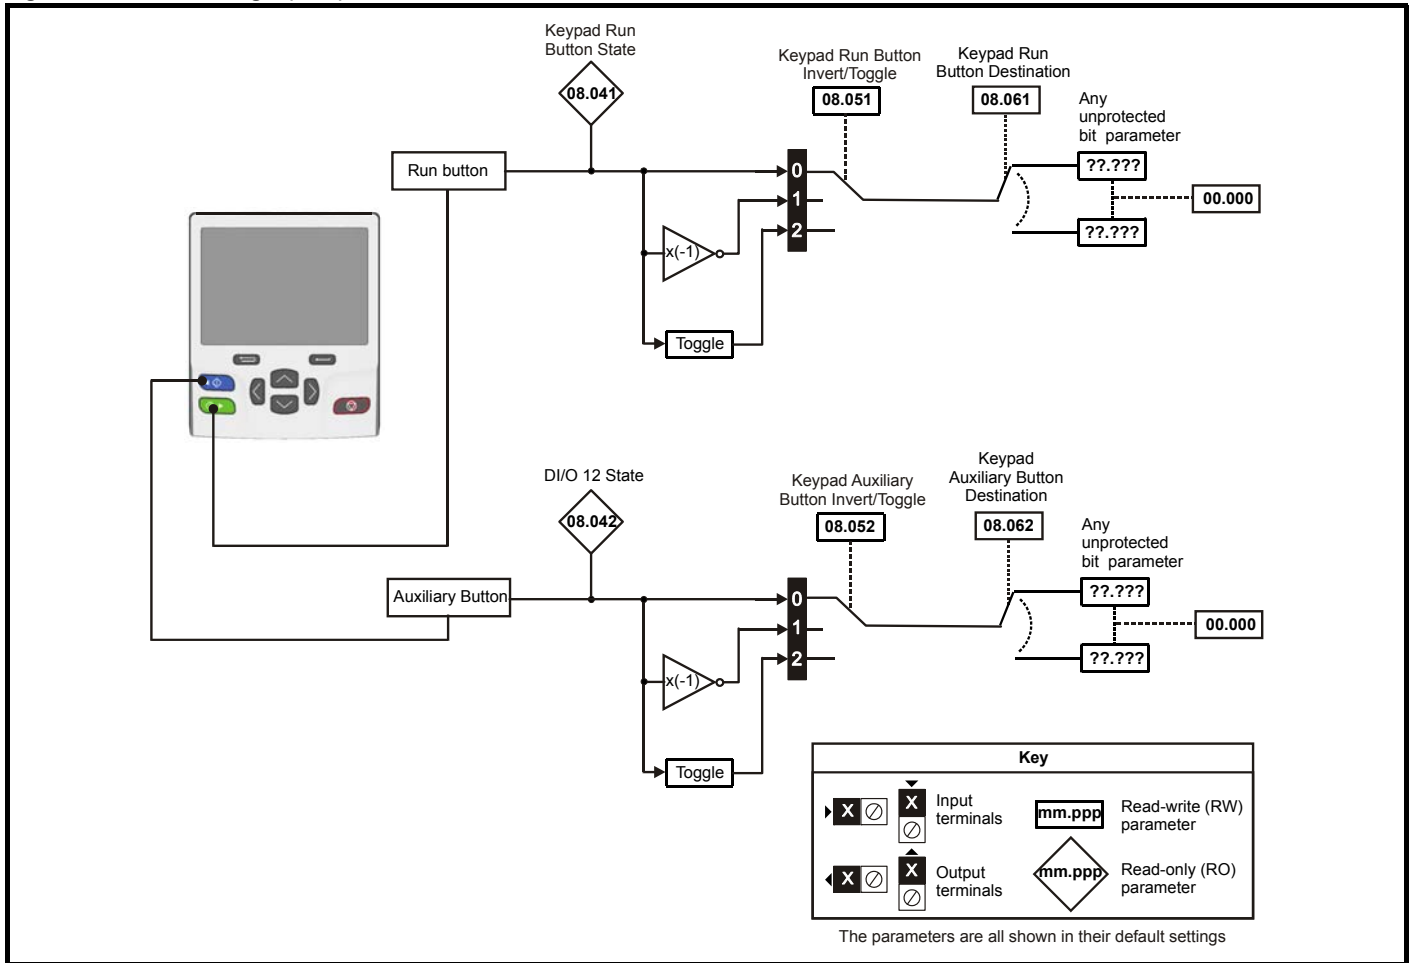 Keypad Run
Button State
08.041
Keypad Run Button
Invert/Toggle
08.051
Keypad Run
Button Destination
08.061
Any
unprotected
bit parameter
Run button
0
1
2
x(-1)
Toggle
??.???
??.???
00.000
DI/O 12 State
08.042
Keypad Auxiliary
Button Invert/Toggle
08.052
Keypad
Auxiliary Button
Destination
08.062
Any
unprotected
bit parameter
Auxiliary Button
0
1
2
x(-1)
Toggle
??.???
??.???
00.000
Key
X
X
Input
terminals
mm.ppp
Read-write (RW)
parameter
X
X
Output
terminals
mm.ppp
Read-only (RO)
parameter
The parameters are all shown in their default settings